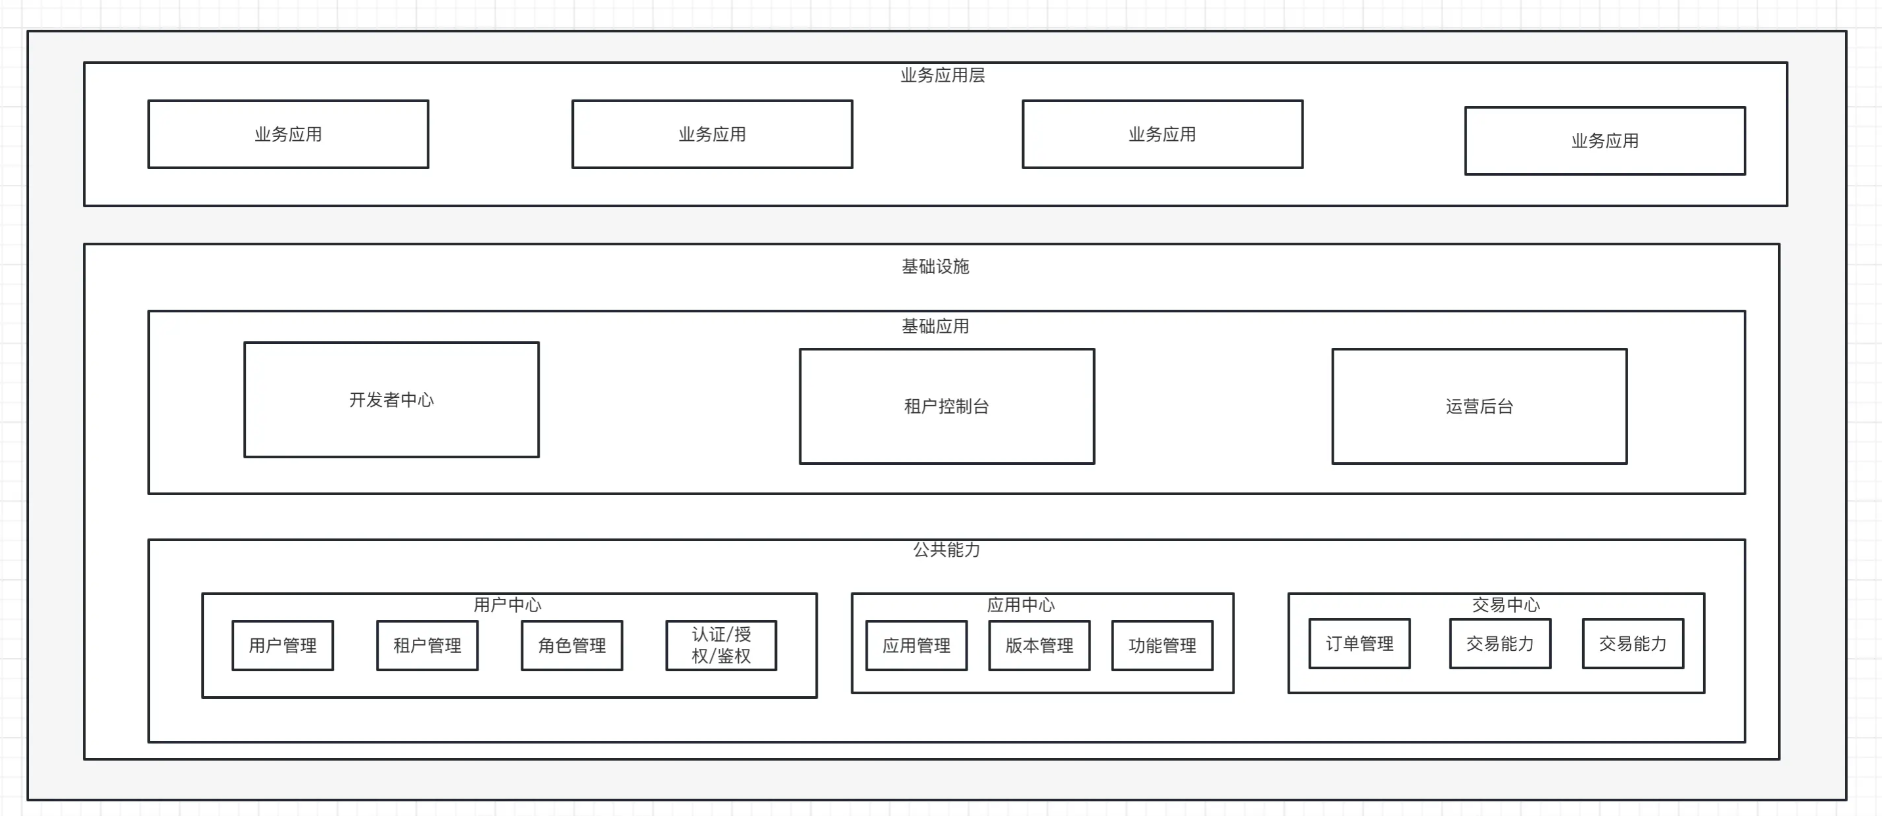 业务应用层
业务应用
业务应用
业务应用
业务应用
基础设施
基础应用
开发者中心
租户控制台
运营后台
公共能力
用户中心
用户管理
租户管理
角色管理
认证/授
权/鉴权
应用中心
应用管理
版本管理
功能管理
交易中心
订单管理
交易能力
交易能力